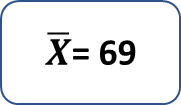 X̅ = 69